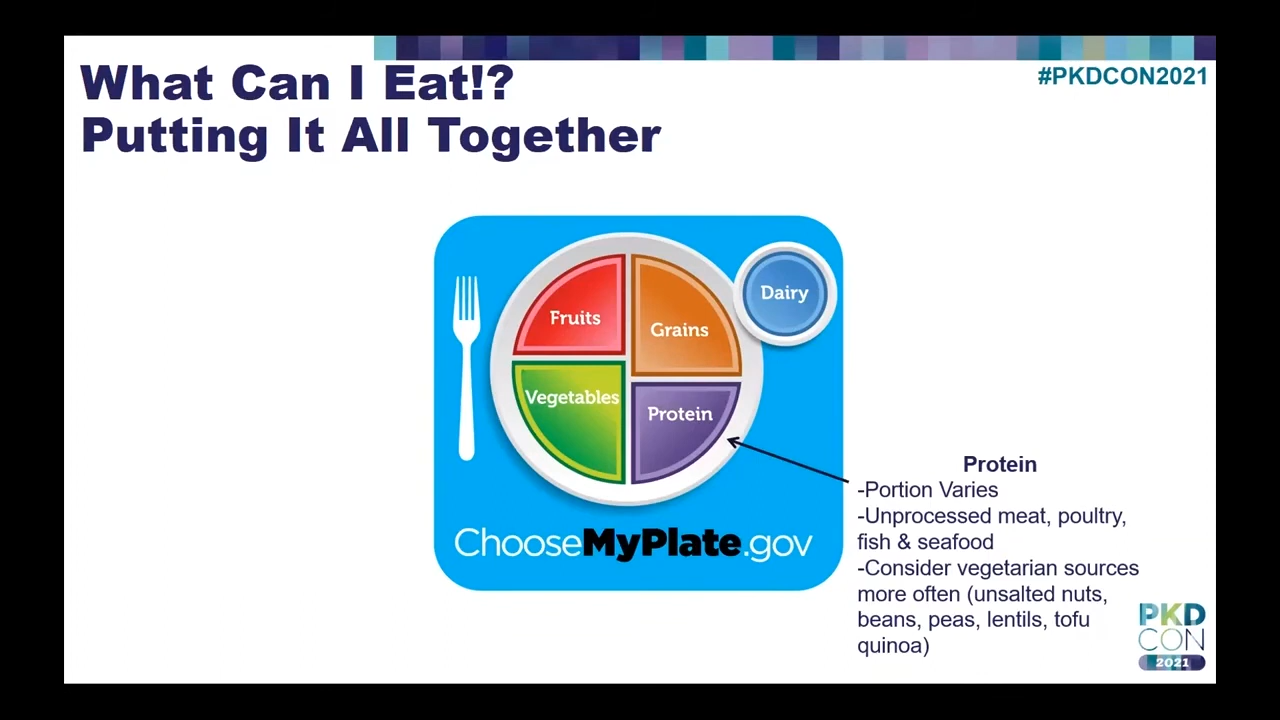 What Can I Eat!?
Putting It All Together
#PKDCON2021
Fruits
Grains
Dairy
Vegetables
Protein
ChooseMyPlate.gov
Protein
-Portion Varies
-Unprocessed meat, poultry,
fish & seafood
-Consider vegetarian sources
more often (unsalted nuts,
beans, peas, lentils, tofu
quinoa)
PKD
CON
2021